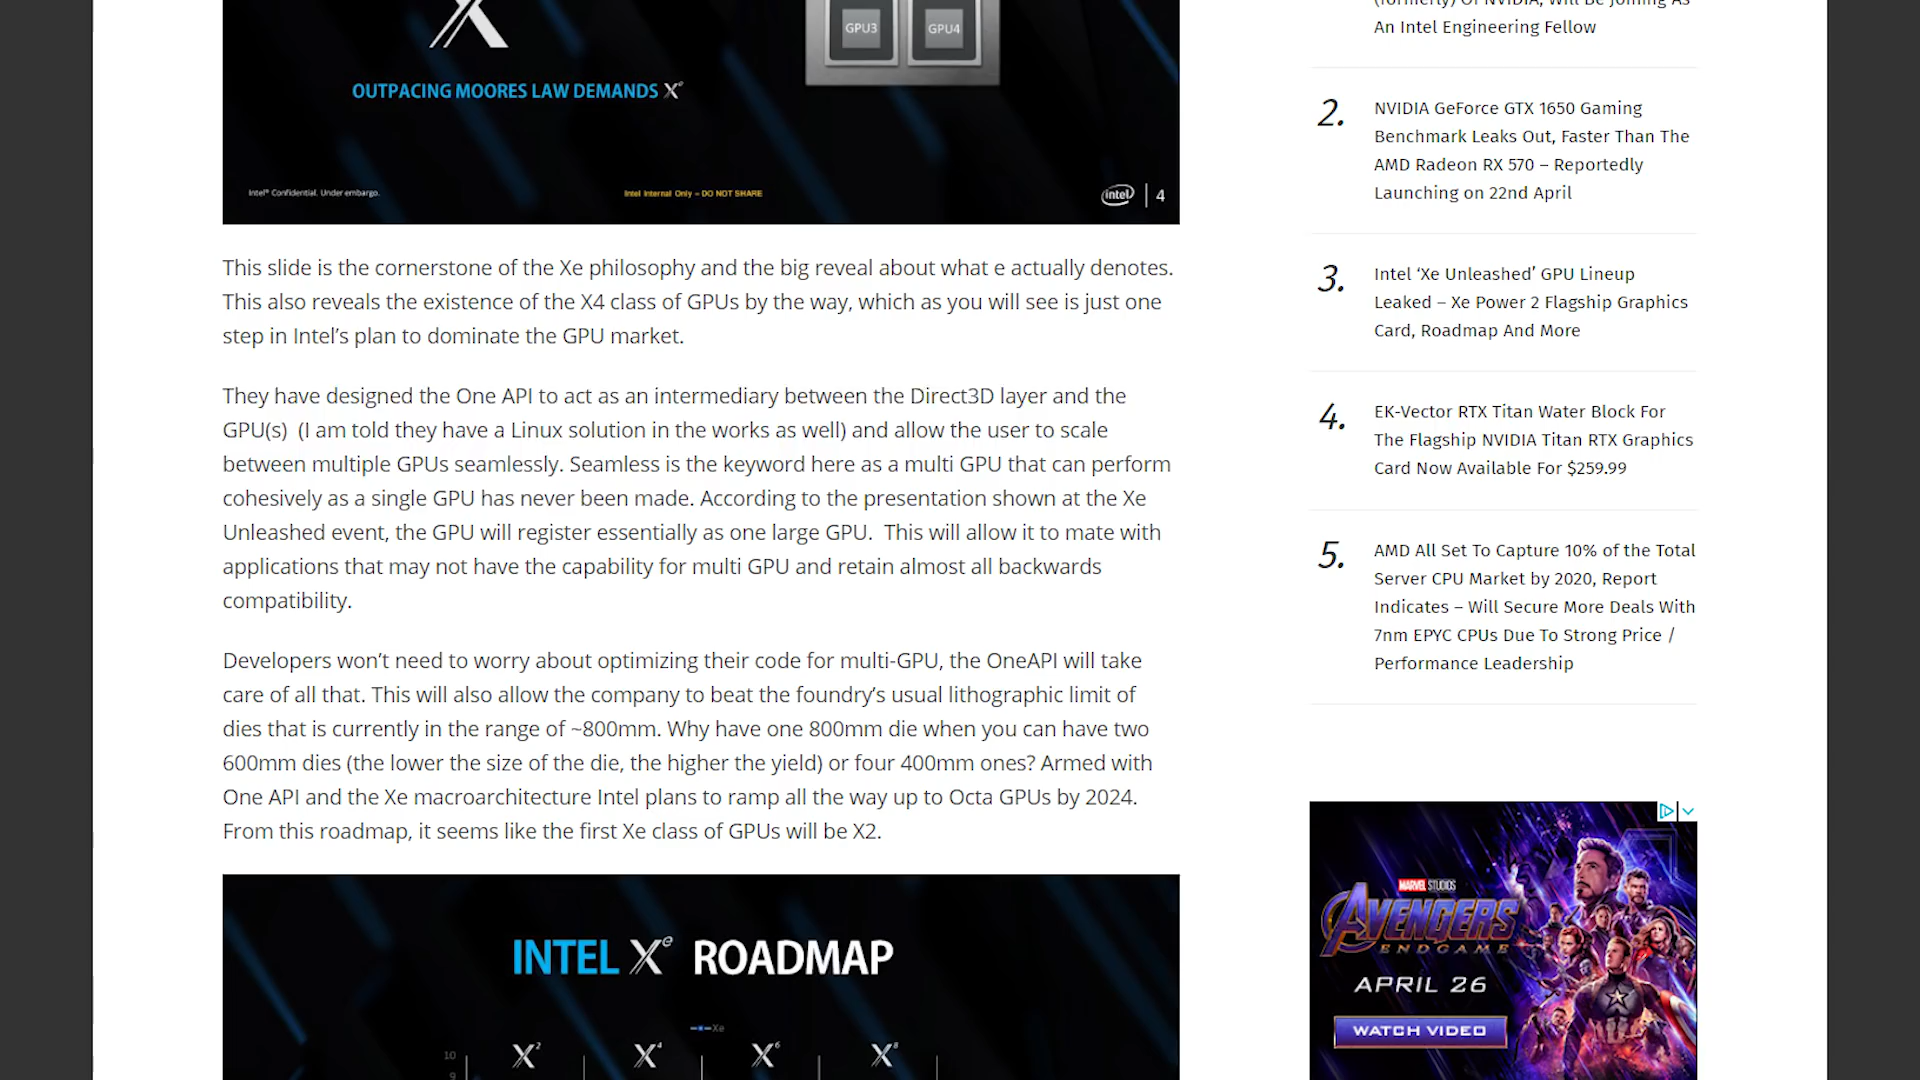 GPU3 GPU4
OUTPACING MOORES LAW DEMANDS Xe
Intel® Confidential. Under embargo.
Intel Internal Only – DO NOT SHARE
intel | 4
This slide is the cornerstone of the Xe philosophy and the big reveal about what e actually denotes.
This also reveals the existence of the X4 class of GPUs by the way, which as you will see is just one
step in Intel’s plan to dominate the GPU market.
They have designed the One API to act as an intermediary between the Direct3D layer and the
GPU(s)  (I am told they have a Linux solution in the works as well) and allow the user to scale
between multiple GPUs seamlessly. Seamless is the keyword here as a multi GPU that can perform
cohesively as a single GPU has never been made. According to the presentation shown at the Xe
Unleashed event, the GPU will register essentially as one large GPU.  This will allow it to mate with
applications that may not have the capability for multi GPU and retain almost all backwards
compatibility.
Developers won’t need to worry about optimizing their code for multi-GPU, the OneAPI will take
care of all that. This will also allow the company to beat the foundry’s usual lithographic limit of
dies that is currently in the range of ~800mm. Why have one 800mm die when you can have two
600mm dies (the lower the size of the die, the higher the yield) or four 400mm ones? Armed with
One API and the Xe macroarchitecture Intel plans to ramp all the way up to Octa GPUs by 2024.
From this roadmap, it seems like the first Xe class of GPUs will be X2.
INTEL Xe ROADMAP
Xe
10
9
X2 X4 X6 X8
(formerly) Of NVIDIA, Will Be Joining As
An Intel Engineering Fellow
2.
NVIDIA GeForce GTX 1650 Gaming
Benchmark Leaks Out, Faster Than The
AMD Radeon RX 570 – Reportedly
Launching on 22nd April
3.
Intel ‘Xe Unleashed’ GPU Lineup
Leaked – Xe Power 2 Flagship Graphics
Card, Roadmap And More
4.
EK-Vector RTX Titan Water Block For
The Flagship NVIDIA Titan RTX Graphics
Card Now Available For $259.99
5.
AMD All Set To Capture 10% of the Total
Server CPU Market by 2020, Report
Indicates – Will Secure More Deals With
7nm EPYC CPUs Due To Strong Price /
Performance Leadership
MARVEL STUDIOS
AVENGERS
ENDGAME
APRIL 26
WATCH VIDEO